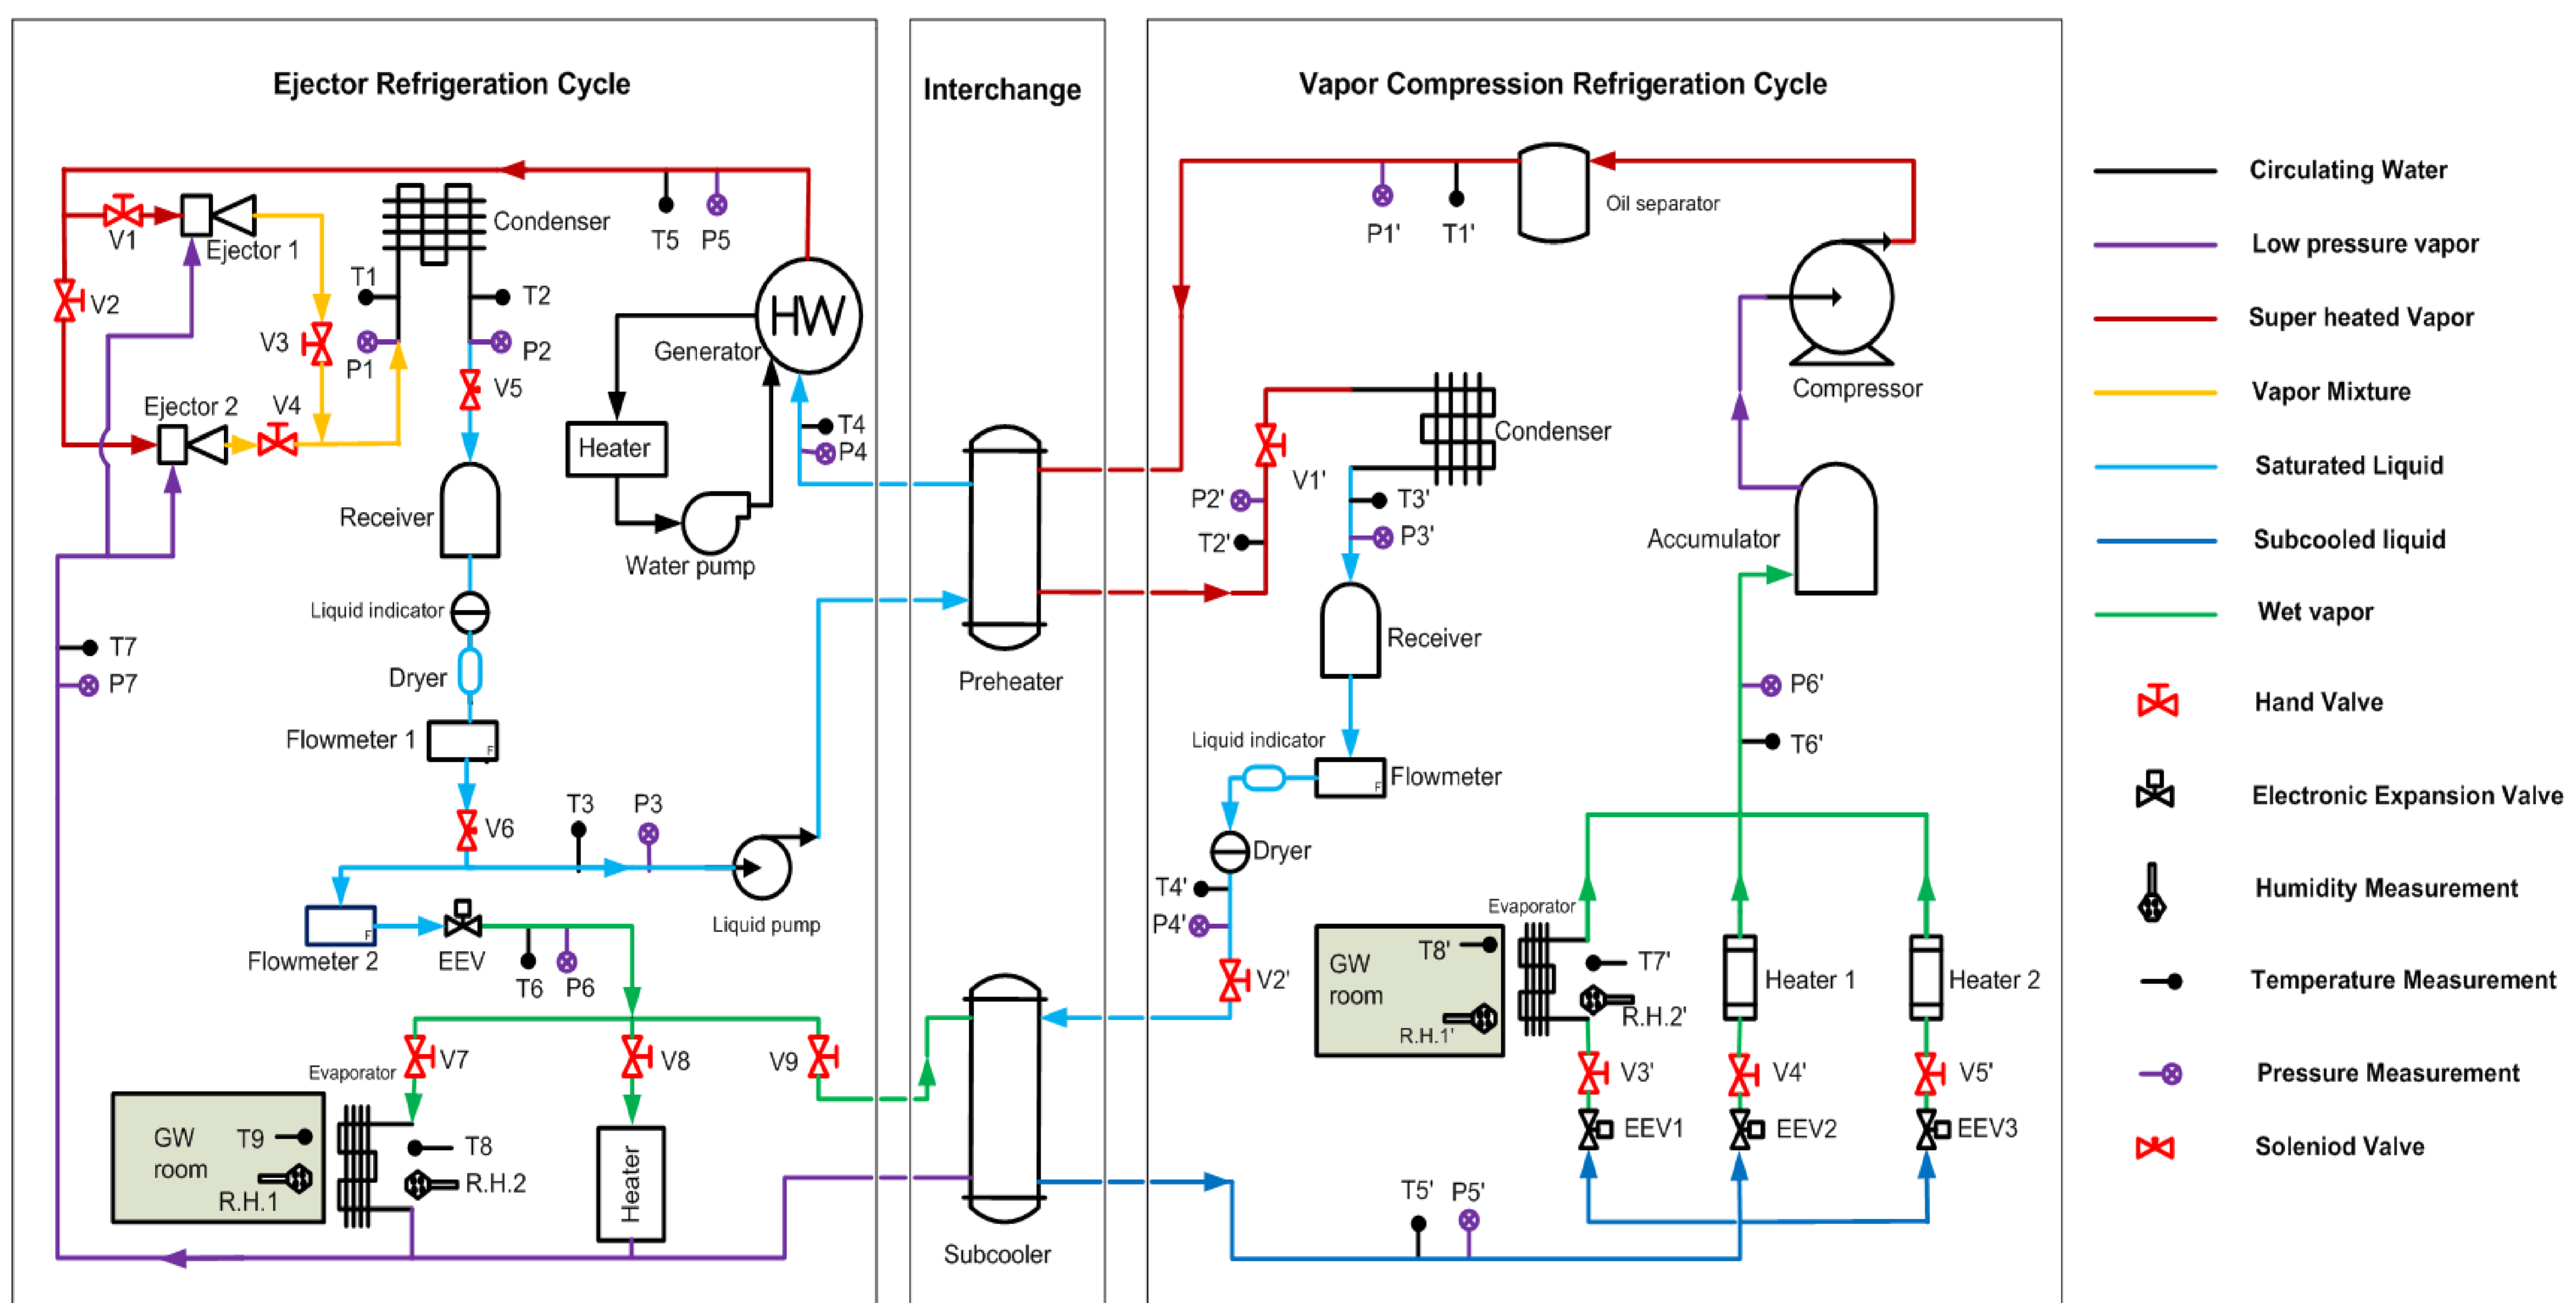 Ejector Refrigeration Cycle
Interchange
Vapor Compression Refrigeration Cycle
V1
Ejector 1
V2
V3
Ejector 2
V4
T1
P1
Condenser
T2
P2
V5
T5
P5
HW
Generator
Heater
Water pump
T4
P4
Receiver
Liquid indicator
Dryer
Flowmeter 1
F
V6
T3
P3
Liquid pump
Flowmeter 2
F
EEV
T6
P6
T7
P7
V7
V8
V9
Evaporator
GW
room
T9
R.H.1
T8
R.H.2
Heater
Preheater
Subcooler
P1'
T1'
Oil separator
Compressor
Condenser
V1'
P2'
T2'
T3'
P3'
Receiver
Accumulator
Liquid indicator
Flowmeter
F
Dryer
T4'
P4'
V2'
P6'
T6'
Evaporator
GW
room
T8'
R.H.1'
T7'
R.H.2'
Heater 1
Heater 2
V3'
V4'
V5'
EEV1
EEV2
EEV3
T5'
P5'
Circulating Water
Low pressure vapor
Super heated Vapor
Vapor Mixture
Saturated Liquid
Subcooled liquid
Wet vapor
Hand Valve
Electronic Expansion Valve
Humidity Measurement
Temperature Measurement
Pressure Measurement
Soleniod Valve